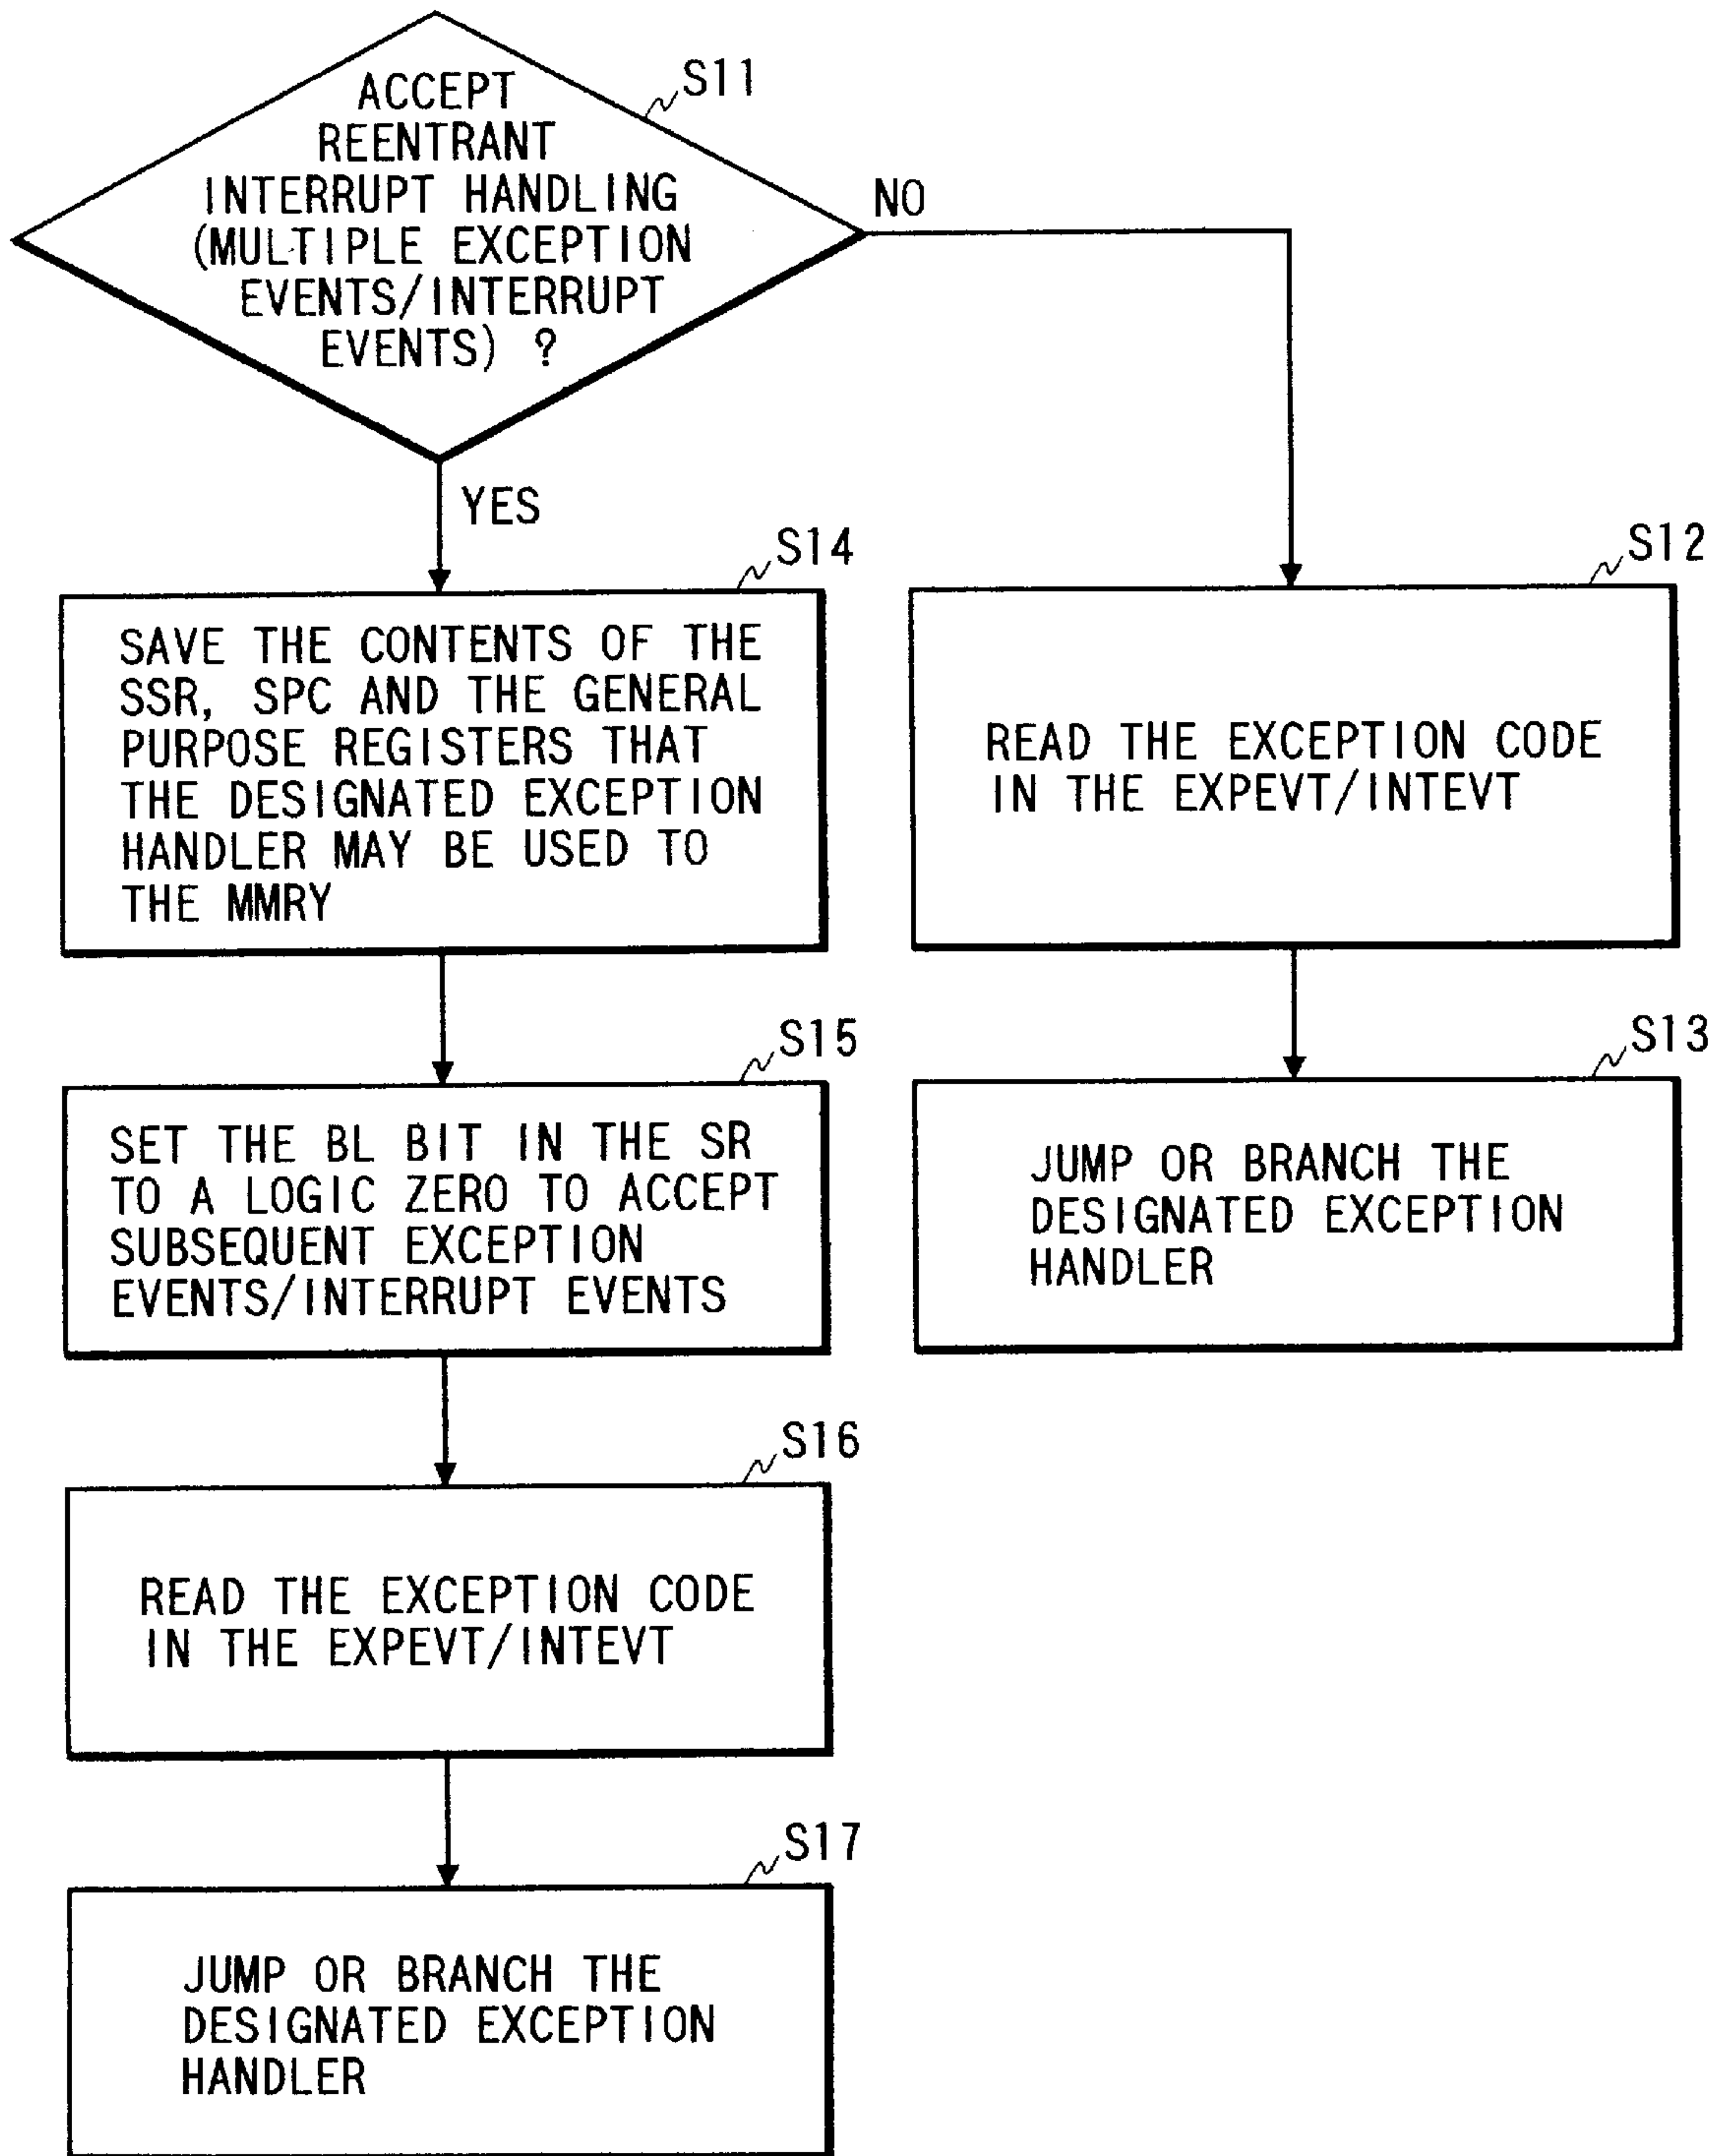 S11
ACCEPT
REENTRANT
INTERRUPT HANDLING
(MULTIPLE EXCEPTION
EVENTS/INTERRUPT
EVENTS) ?
NO
YES
S14
SAVE THE CONTENTS OF THE
SSR, SPC AND THE GENERAL
PURPOSE REGISTERS THAT
THE DESIGNATED EXCEPTION
HANDLER MAY BE USED TO
THE MMRY
S12
READ THE EXCEPTION CODE
IN THE EXPEVT/INTEVT
S15
SET THE BL BIT IN THE SR
TO A LOGIC ZERO TO ACCEPT
SUBSEQUENT EXCEPTION
EVENTS/INTERRUPT EVENTS
S13
JUMP OR BRANCH THE
DESIGNATED EXCEPTION
HANDLER
S16
READ THE EXCEPTION CODE
IN THE EXPEVT/INTEVT
S17
JUMP OR BRANCH THE
DESIGNATED EXCEPTION
HANDLER